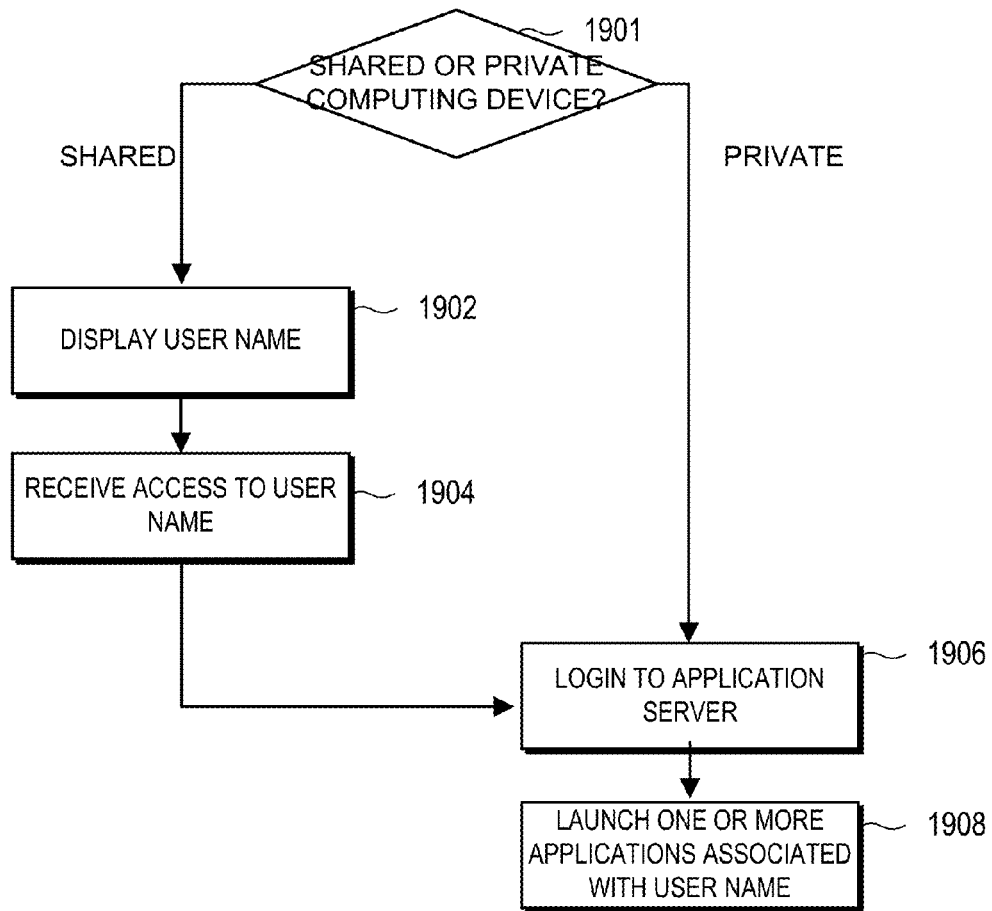 1901
SHARED OR PRIVATE
COMPUTING DEVICE?
SHARED
PRIVATE
1902
DISPLAY USER NAME
RECEIVE ACCESS TO USER
NAME
1904
1906
LOGIN TO APPLICATION
SERVER
LAUNCH ONE OR MORE
APPLICATIONS ASSOCIATED
WITH USER NAME
1908